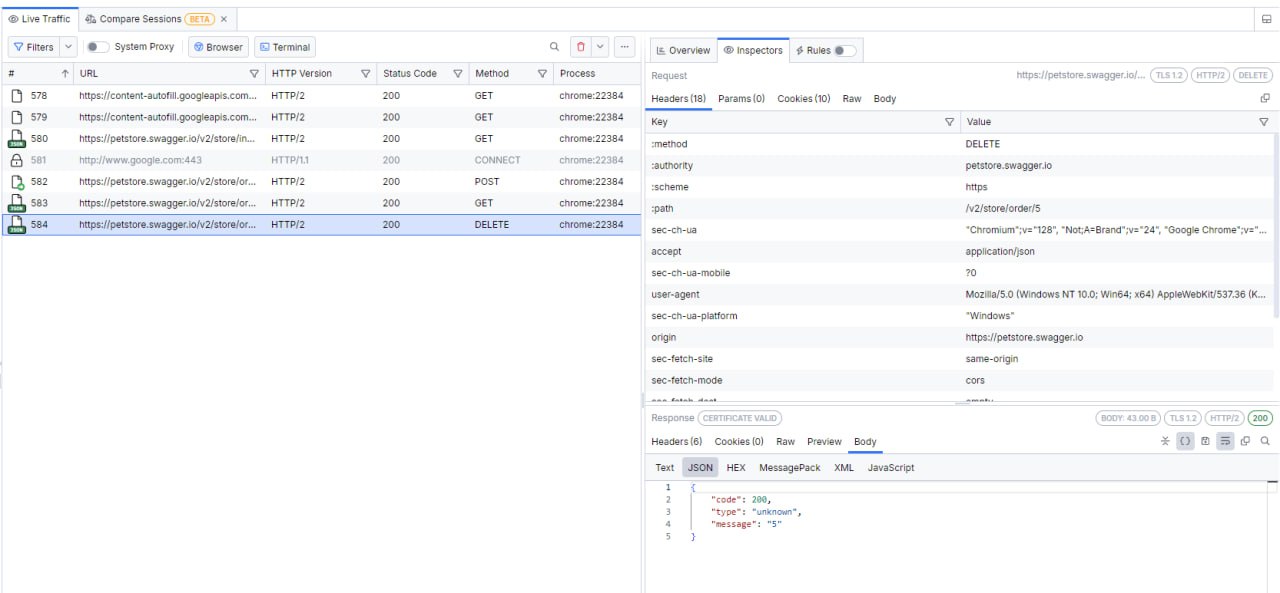 Live Traffic
Compare Sessions BETA
Filters
System Proxy
Browser
Terminal
...
# URL HTTP Version Status Code Method Process
578 https://content-autofill.googleapis.com... HTTP/2 200 GET chrome:22384
579 https://content-autofill.googleapis.com... HTTP/2 200 GET chrome:22384
JSON 580 https://petstore.swagger.io/v2/store/in... HTTP/2 200 GET chrome:22384
581 http://www.google.com:443 HTTP/1.1 200 CONNECT chrome:22384
582 https://petstore.swagger.io/v2/store/or... HTTP/2 200 POST chrome:22384
JSON 583 https://petstore.swagger.io/v2/store/or... HTTP/2 200 GET chrome:22384
JSON 584 https://petstore.swagger.io/v2/store/or... HTTP/2 200 DELETE chrome:22384
Overview
Inspectors
Rules
Request https://petstore.swagger.io/... TLS 1.2 HTTP/2 DELETE
Headers (18) Params (0) Cookies (10) Raw Body
Key Value
:method DELETE
:authority petstore.swagger.io
:scheme https
:path /v2/store/order/5
sec-ch-ua "Chromium";v="128", "Not;A=Brand";v="24", "Google Chrome";v="...
accept application/json
sec-ch-ua-mobile ?0
user-agent Mozilla/5.0 (Windows NT 10.0; Win64; x64) AppleWebKit/537.36 (K...
sec-ch-ua-platform "Windows"
origin https://petstore.swagger.io
sec-fetch-site same-origin
sec-fetch-mode cors
sec-fetch-dest empty
Response CERTIFICATE VALID BODY: 43.00 B TLS 1.2 HTTP/2 200
Headers (6) Cookies (0) Raw Preview Body
Text JSON HEX MessagePack XML JavaScript
1 {
2 "code": 200,
3 "type": "unknown",
4 "message": "5"
5 }